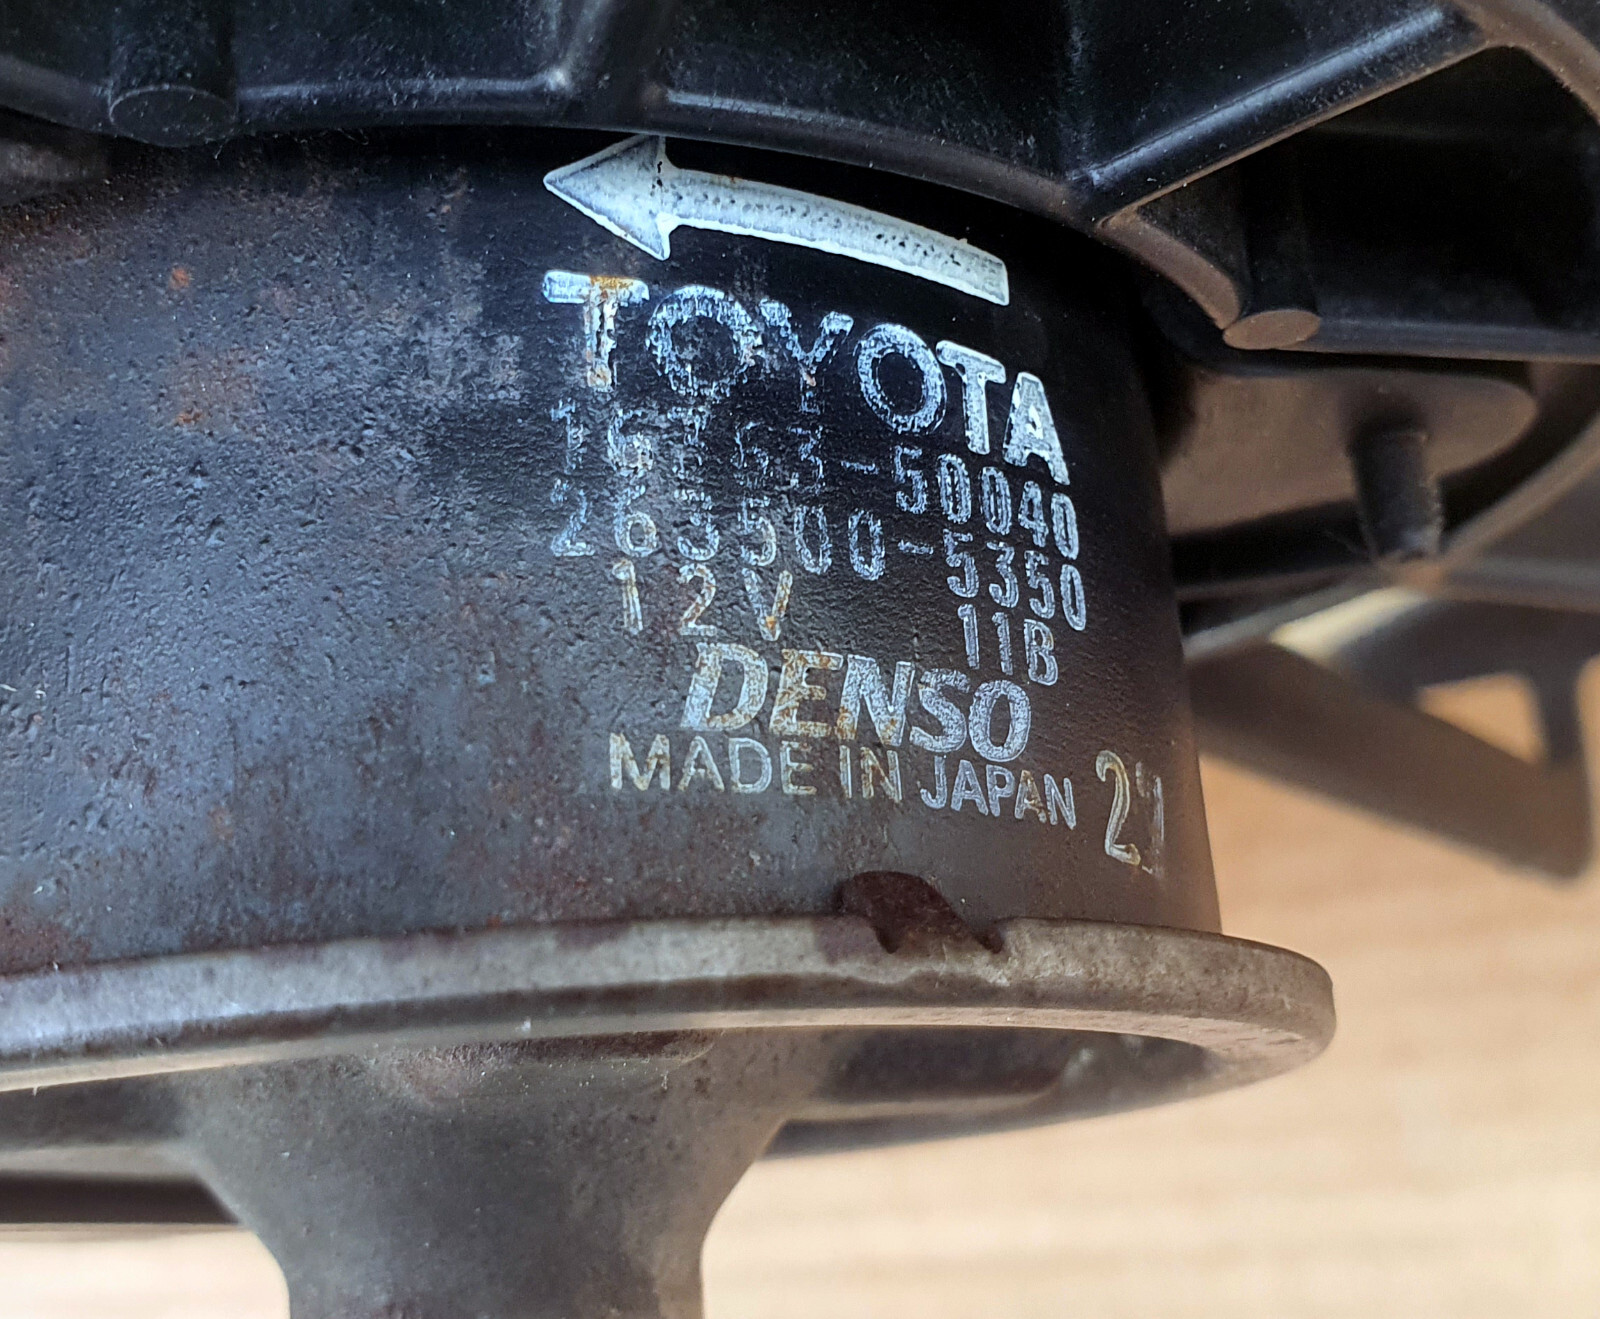 TOYOTA
16363-50040
263500-5350
12V 11B
DENSO
MADE IN JAPAN